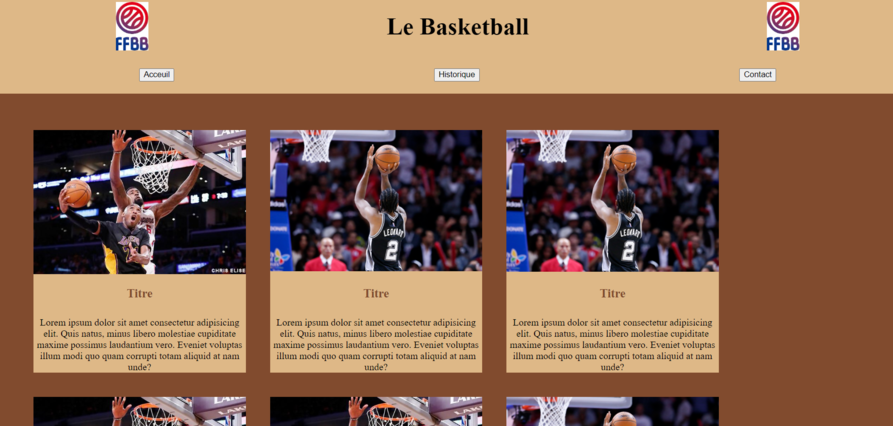 FFBB
Le Basketball
FFBB
Acceuil
Historique
Contact
LAKE
CHRIS ELISE
LEONARD
2
LEONARD
2
Titre
Titre
Titre
Lorem ipsum dolor sit amet consectetur adipisicing
elit. Quis natus, minus libero molestiae cupiditate
maxime possimus laudantium vero. Eveniet voluptas
illum modi quo quam corrupti totam aliquid at nam
unde?
Lorem ipsum dolor sit amet consectetur adipisicing
elit. Quis natus, minus libero molestiae cupiditate
maxime possimus laudantium vero. Eveniet voluptas
illum modi quo quam corrupti totam aliquid at nam
unde?
Lorem ipsum dolor sit amet consectetur adipisicing
elit. Quis natus, minus libero molestiae cupiditate
maxime possimus laudantium vero. Eveniet voluptas
illum modi quo quam corrupti totam aliquid at nam
unde?